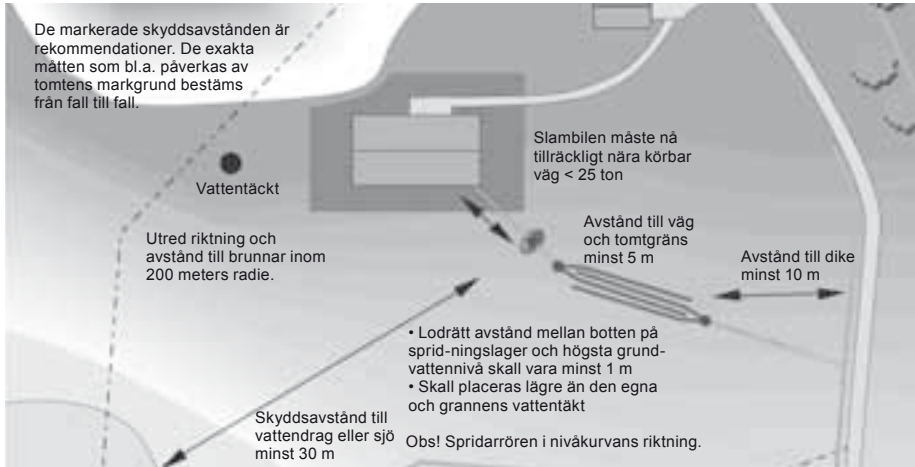 De markerade skyddsavstånden är
rekommendationer. De exakta
måtten som bl.a. påverkas av
tomtens markgrund bestäms
från fall till fall.
Vattentäckt
Slambilen måste nå
tillräckligt nära körbar
väg < 25 ton
Utred riktning och
avstånd till brunnar inom
200 meters radie.
Avstånd till väg
och tomtgräns
minst 5 m
Avstånd till dike
minst 10 m
• Lodrätt avstånd mellan botten på
sprid-ningslager och högsta grund-
vattennivå skall vara minst 1 m
• Skall placeras lägre än den egna
och grannens vattentäkt
Skyddsavstånd till
vattendrag eller sjö
minst 30 m
Obs! Spridarrören i nivåkurvans riktning.